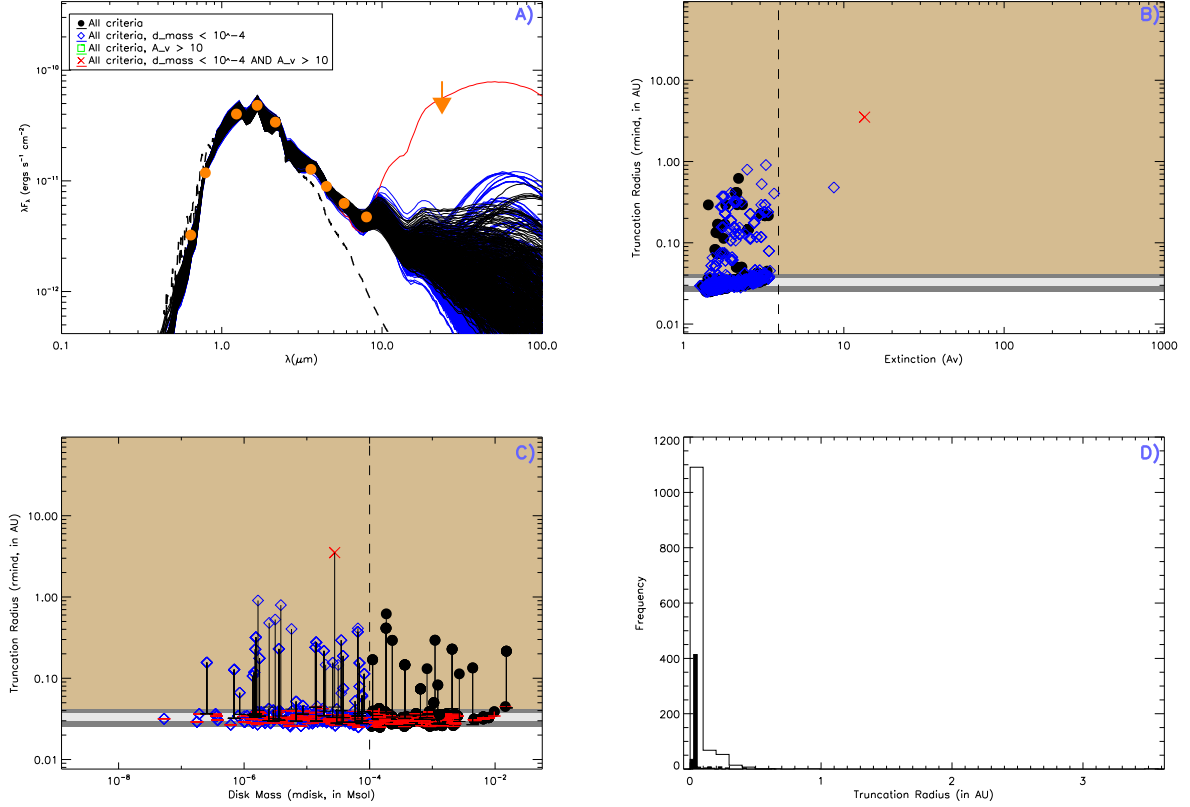 A)
All criteria
All criteria, d_mass < 10^-4
All criteria, A_v > 10
All criteria, d_mass < 10^-4 AND A_v > 10
10⁻¹⁰
10⁻¹¹
10⁻¹²
λFλ (ergs s⁻¹ cm⁻²)
0.1 1.0 10.0 100.0
λ(μm)
B)
100.00
10.00
1.00
0.10
0.01
Truncation Radius (rmind, in AU)
1 10 100 1000
Extinction (Av)
C)
10.00
1.00
0.10
0.01
Truncation Radius (rmind, in AU)
10⁻⁸ 10⁻⁶ 10⁻⁴ 10⁻²
Disk Mass (mdisk, in Msol)
D)
1200
1000
800
600
400
200
0
Frequency
0 1 2 3
Truncation Radius (in AU)